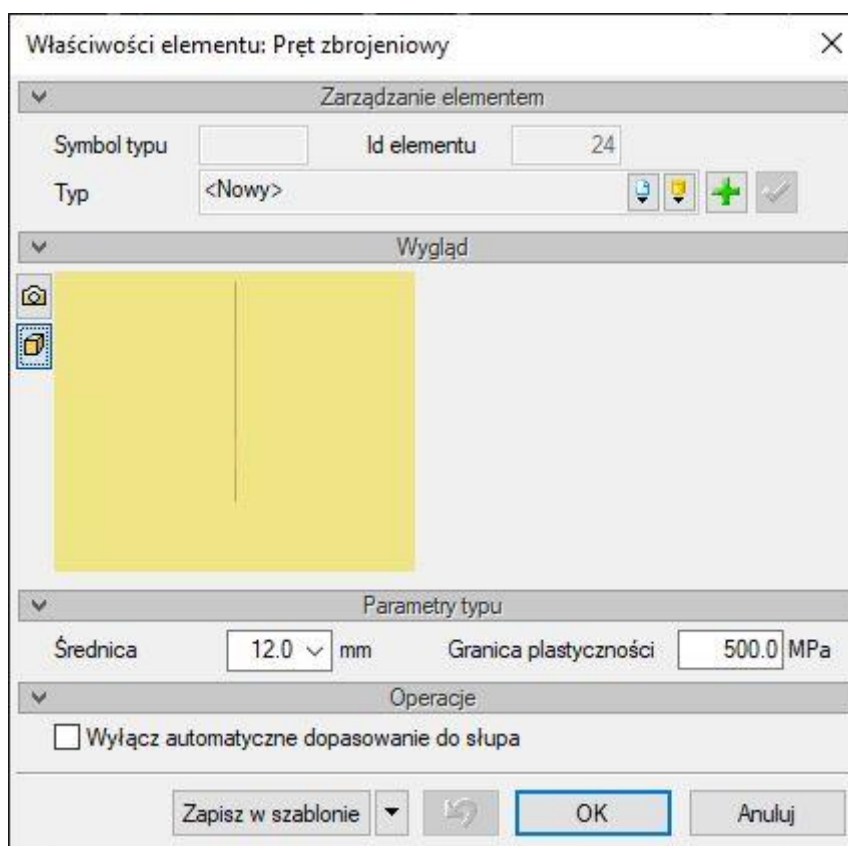 Właściwości elementu: Pręt zbrojeniowy
Zarządzanie elementem
Symbol typu Id elementu 24
Typ <Nowy>
Wygląd
Parametry typu
Średnica 12.0 mm Granica plastyczności 500.0 MPa
Operacje
Wyłącz automatyczne dopasowanie do słupa
Zapisz w szablonie OK Anuluj